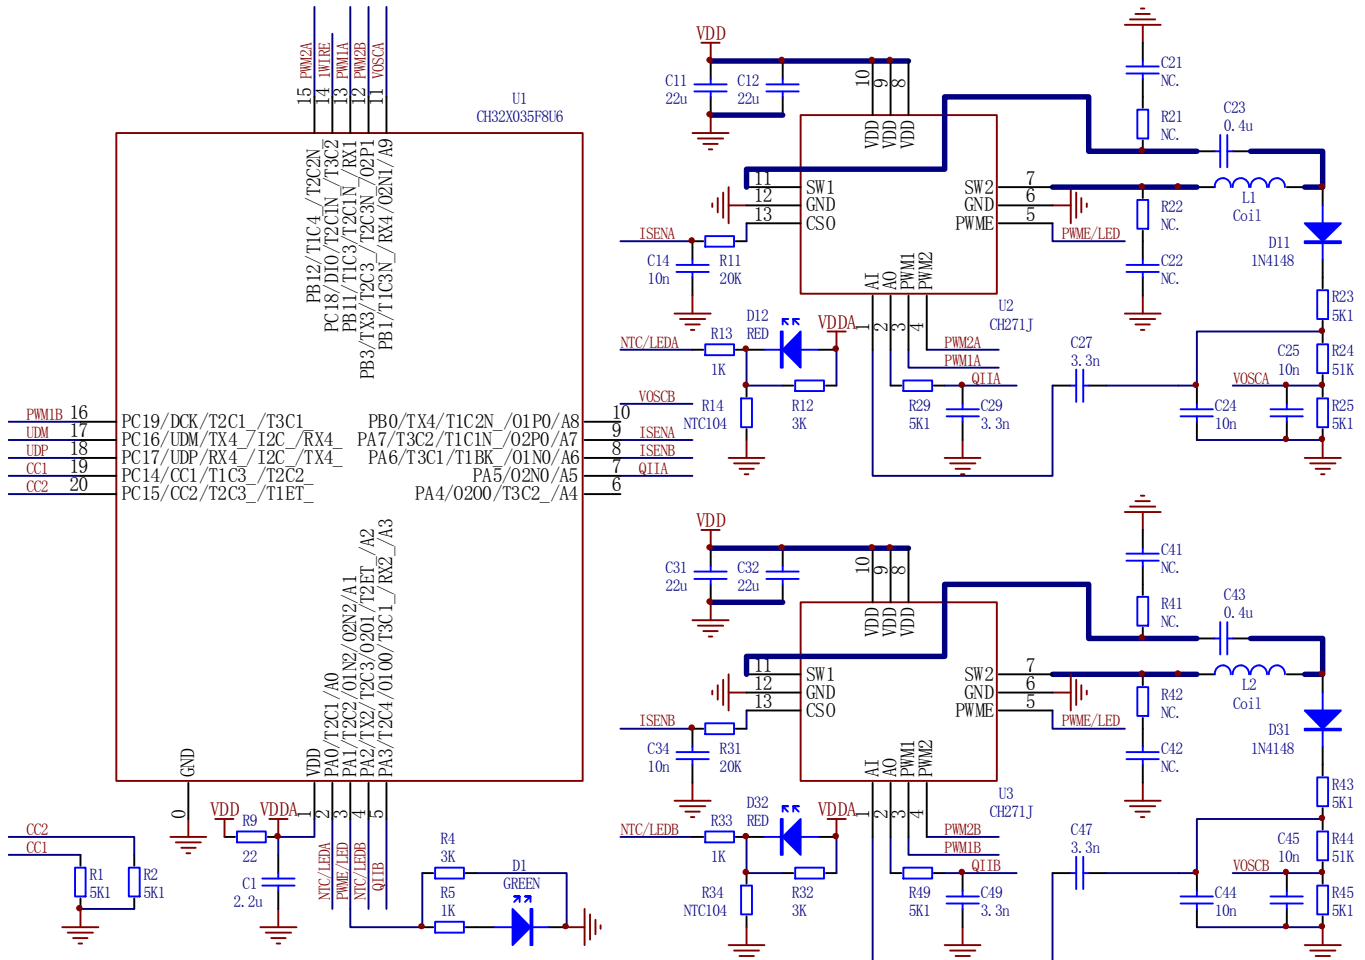 PWM2A
1WIRE
PWM1A
PWM2B
VOSCA
15
14
13
12
11
U1
CH32X035F8U6
PB12/T1C4_/T2C2N_
PC18/DIO/T2C1N_/T3C2
PB11/T1C3/T2C1N_/RX1
PB3/TX3/T2C3_/T2C3N_/O2P1
PB1/T1C3N_/RX4/O2N1/A9
PWM1B 16 PC19/DCK/T2C1_/T3C1_
UDM 17 PC16/UDM/TX4_/I2C_/RX4_
UDP 18 PC17/UDP/RX4_/I2C_/TX4_
CC1 19 PC14/CC1/T1C3_/T2C2_
CC2 20 PC15/CC2/T2C3_/T1ET_
PB0/TX4/T1C2N_/O1P0/A8 10 VOSCB
PA7/T3C2/T1C1N_/O2P0/A7 9 ISENA
PA6/T3C1/T1BK_/O1N0/A6 8 ISENB
PA5/O2N0/A5 7 QIIA
PA4/O2O0/T3C2_/A4 6
GND
VDD
PA0/T2C1/A0
PA1/T2C2/O1N2/O2N2/A1
PA2/TX2/T2C3/O2O1/T2ET_/A2
PA3/T2C4/O1O0/T3C1_/RX2_/A3
0
1
2
3
4
5
NTC/LEDA
PWME/LED
NTC/LEDB
QIIB
CC2
CC1
R1
5K1
R2
5K1
VDD
VDDA
R9
22
C1
2.2u
R4
3K
R5
1K
D1
GREEN
VDD
C11
22u
C12
22u
10
9
8
VDD
VDD
VDD
11 SW1
12 GND
13 CSO
SW2 7
GND 6
PWME 5
PWME/LED
AI
AO
PWM1
PWM2
1
2
3
4
U2
CH271J
ISENA
C14
10n
R11
20K
NTC/LEDA
R13
1K
D12
RED
VDDA
R14
NTC104
R12
3K
PWM2A
PWM1A
QIIA
R29
5K1
C29
3.3n
C21
NC.
R21
NC.
C23
0.4u
L1
Coil
R22
NC.
C22
NC.
D11
1N4148
R23
5K1
C27
3.3n
C25
10n
R24
51K
VOSCA
C24
10n
R25
5K1
VDD
C31
22u
C32
22u
10
9
8
VDD
VDD
VDD
11 SW1
12 GND
13 CSO
SW2 7
GND 6
PWME 5
PWME/LED
AI
AO
PWM1
PWM2
1
2
3
4
U3
CH271J
ISENB
C34
10n
R31
20K
NTC/LEDB
R33
1K
D32
RED
VDDA
R34
NTC104
R32
3K
PWM2B
PWM1B
QIIB
R49
5K1
C49
3.3n
C41
NC.
R41
NC.
C43
0.4u
L2
Coil
R42
NC.
C42
NC.
D31
1N4148
R43
5K1
C47
3.3n
C45
10n
R44
51K
VOSCB
C44
10n
R45
5K1